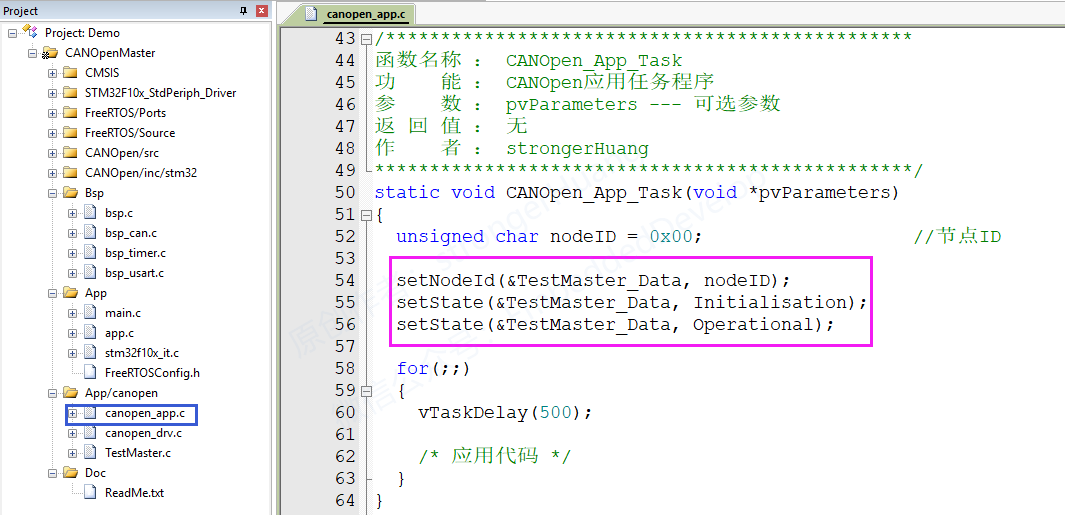 Project
Project: Demo
CANOpenMaster
CMSIS
STM32F10x_StdPeriph_Driver
FreeRTOS/Ports
FreeRTOS/Source
CANOpen/src
CANOpen/inc/stm32
Bsp
bsp.c
bsp_can.c
bsp_timer.c
bsp_usart.c
App
main.c
app.c
stm32f10x_it.c
FreeRTOSConfig.h
App/canopen
canopen_app.c
canopen_drv.c
TestMaster.c
Doc
ReadMe.txt
canopen_app.c
43 /************************************************
44 函数名称 : CANOpen_App_Task
45 功 能 : CANOpen应用任务程序
46 参 数 : pvParameters --- 可选参数
47 返 回 值 : 无
48 作 者 : strongerHuang
49 *************************************************/
50 static void CANOpen_App_Task(void *pvParameters)
51 {
52 unsigned char nodeID = 0x00; //节点ID
53
54 setNodeId(&TestMaster_Data, nodeID);
55 setState(&TestMaster_Data, Initialisation);
56 setState(&TestMaster_Data, Operational);
57
58 for(;;)
59 {
60 vTaskDelay(500);
61
62 /* 应用代码 */
63 }
64 }